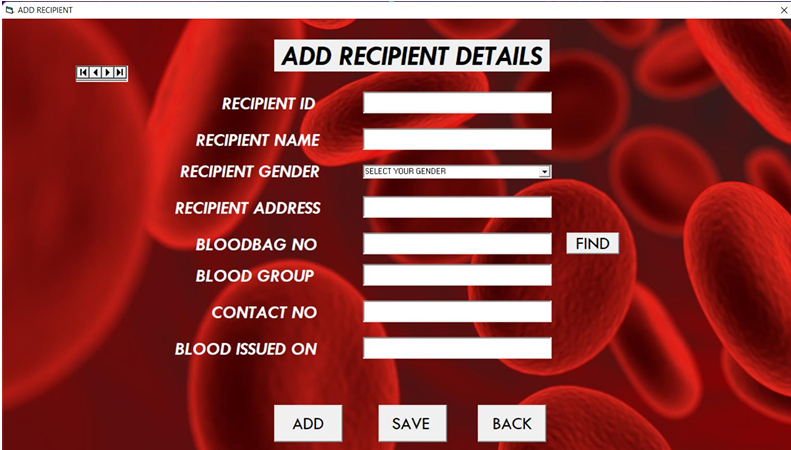 ADD RECIPIENT
ADD RECIPIENT DETAILS
RECIPIENT ID
RECIPIENT NAME
RECIPIENT GENDER SELECT YOUR GENDER
RECIPIENT ADDRESS
BLOODBAG NO FIND
BLOOD GROUP
CONTACT NO
BLOOD ISSUED ON
ADD SAVE BACK